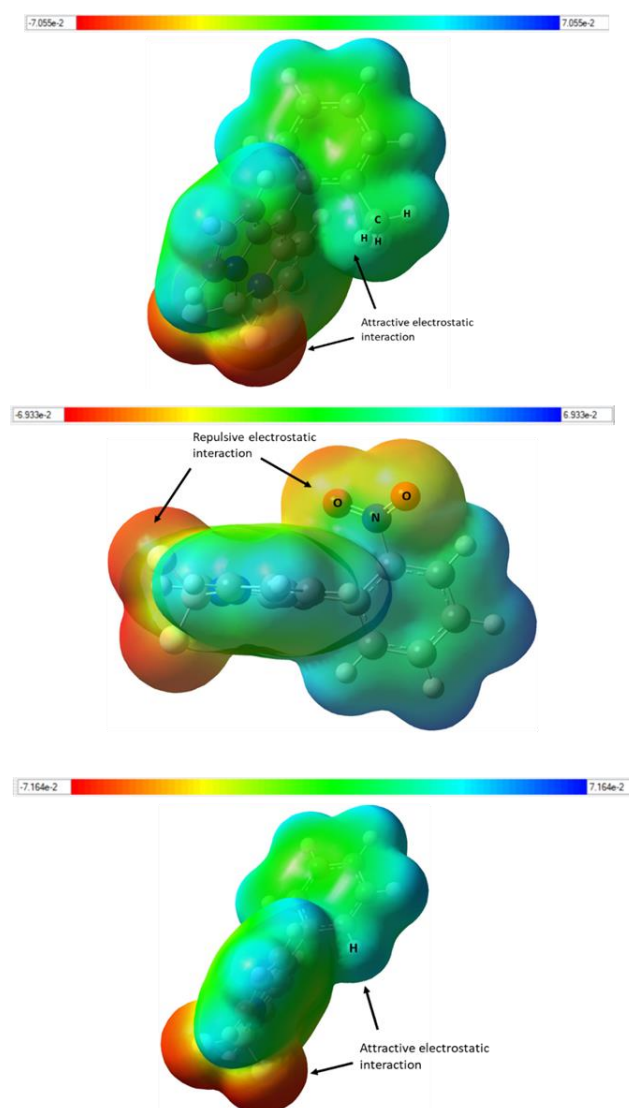 -7.055e-2 7.055e-2
C H
H H
Attractive electrostatic
interaction
-6.933e-2 6.933e-2
Repulsive electrostatic
interaction
O N O
-7.164e-2 7.164e-2
H
Attractive electrostatic
interaction